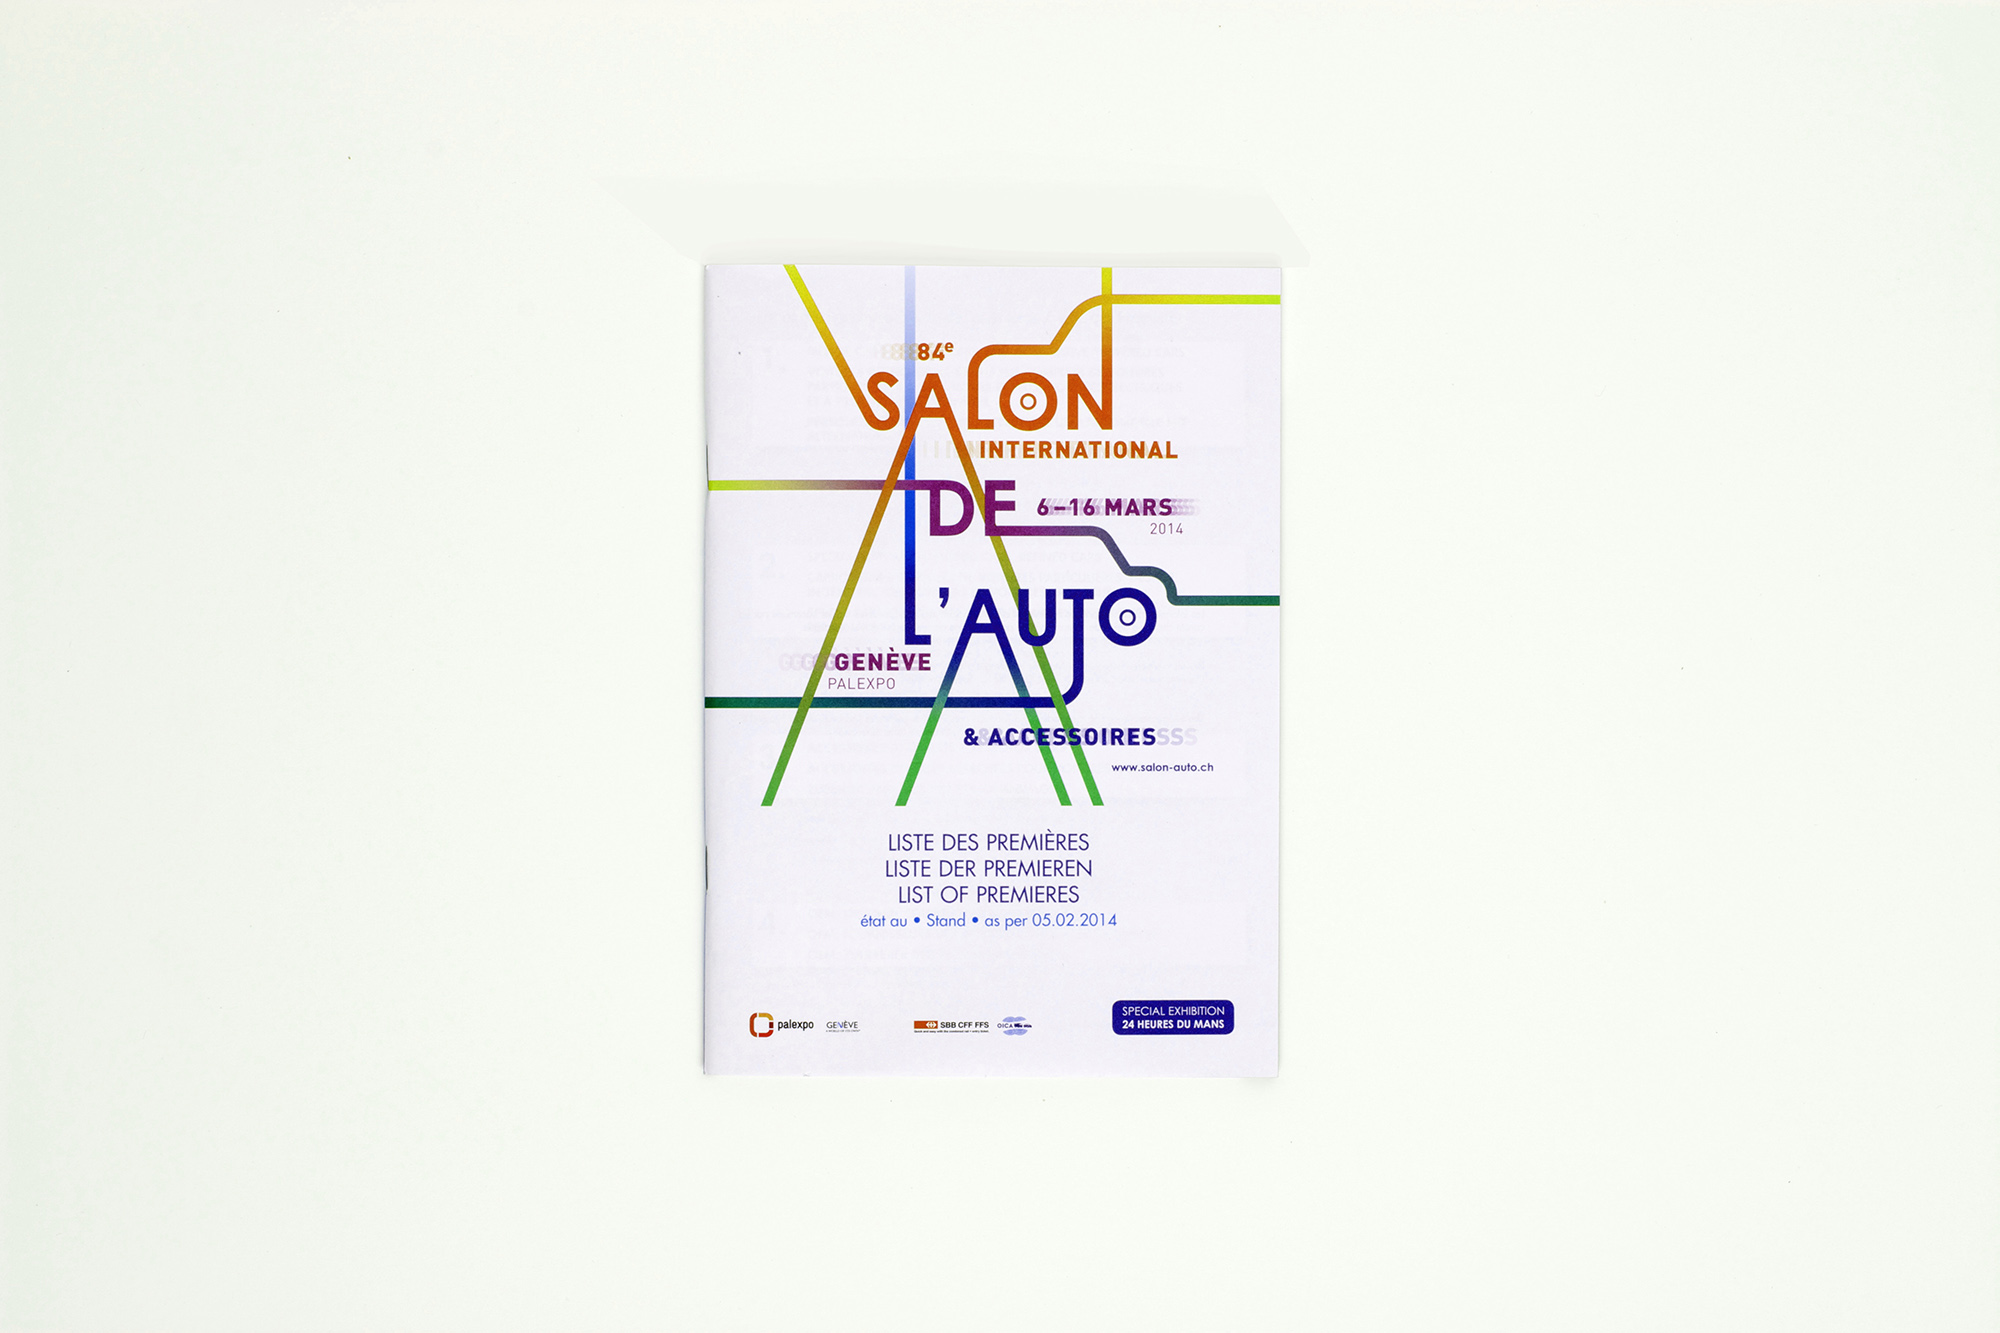 84e
SALON
INTERNATIONAL
DE
6–16 MARS
2014
L'AUTO
GENÈVE
PALEXPO
& ACCESSOIRES
www.salon-auto.ch
LISTE DES PREMIÈRES
LISTE DER PREMIEREN
LIST OF PREMIERES
état au • Stand • as per 05.02.2014
palexpo
GENÈVE
SBB CFF FFS
OICA
SPECIAL EXHIBITION
24 HEURES DU MANS